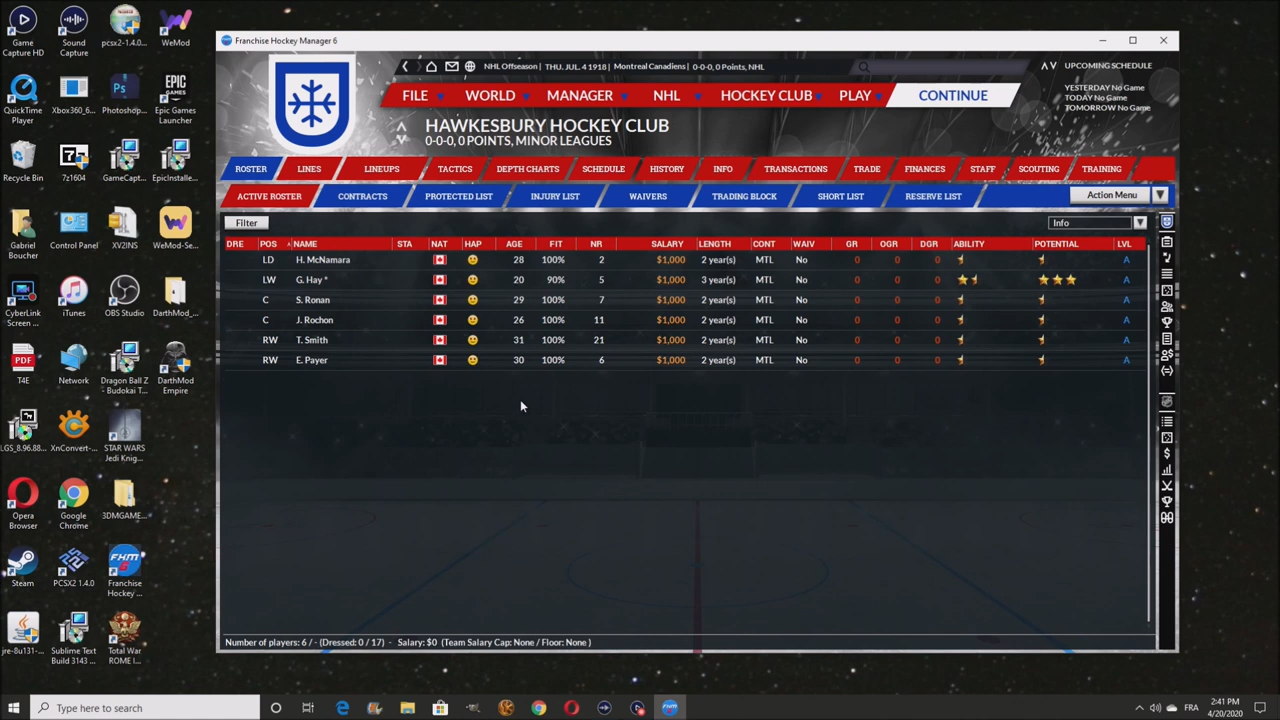 Game Capture HD
Sound Capture
pcsx2-1.4.0...
WeMod
QuickTime Player
Xbox360_6...
Photoshop...
Epic Games Launcher
Recycle Bin
7z1604
GameCapt...
EpicInstalle...
Gabriel Boucher
Control Panel
XV2INS
WeMod-Se...
CyberLink Screen ...
iTunes
OBS Studio
DarthMod_...
T4E
Network
Dragon Ball Z - Budokai T...
DarthMod Empire
LGS_8.96.88...
XnConvert-...
STAR WARS Jedi Knig...
Opera Browser
Google Chrome
3DMGAME...
Steam
PCSX2 1.4.0
Franchise Hockey ...
jre-8u131-...
Sublime Text Build 3143 ...
Total War ROME I...
Franchise Hockey Manager 6
NHL Offseason | THU. JUL. 4 1918 | Montreal Canadiens | 0-0-0, 0 Points, NHL
UPCOMING SCHEDULE
YESTERDAY No Game
TODAY No Game
TOMORROW No Game
FILE WORLD MANAGER NHL HOCKEY CLUB PLAY CONTINUE
HAWKESBURY HOCKEY CLUB
0-0-0, 0 POINTS, MINOR LEAGUES
ROSTER LINES LINEUPS TACTICS DEPTH CHARTS SCHEDULE HISTORY INFO TRANSACTIONS TRADE FINANCES STAFF SCOUTING TRAINING
ACTIVE ROSTER CONTRACTS PROTECTED LIST INJURY LIST WAIVERS TRADING BLOCK SHORT LIST RESERVE LIST Action Menu
Filter Info
DRE POS NAME STA NAT HAP AGE FIT NR SALARY LENGTH CONT WAIV GR OGR DGR ABILITY POTENTIAL LVL
LD H. McNamara 28 100% 2 $1,000 2 year(s) MTL No 0 0 0 A
LW G. Hay * 20 90% 5 $1,000 3 year(s) MTL No 0 0 0 A
C S. Ronan 29 100% 7 $1,000 2 year(s) MTL No 0 0 0 A
C J. Rochon 26 100% 11 $1,000 2 year(s) MTL No 0 0 0 A
RW T. Smith 31 100% 21 $1,000 2 year(s) MTL No 0 0 0 A
RW E. Payer 30 100% 6 $1,000 2 year(s) MTL No 0 0 0 A
Number of players: 6 / - (Dressed: 0 / 17) - Salary: $0 (Team Salary Cap: None / Floor: None )
Type here to search
FRA
2:41 PM
4/20/2020